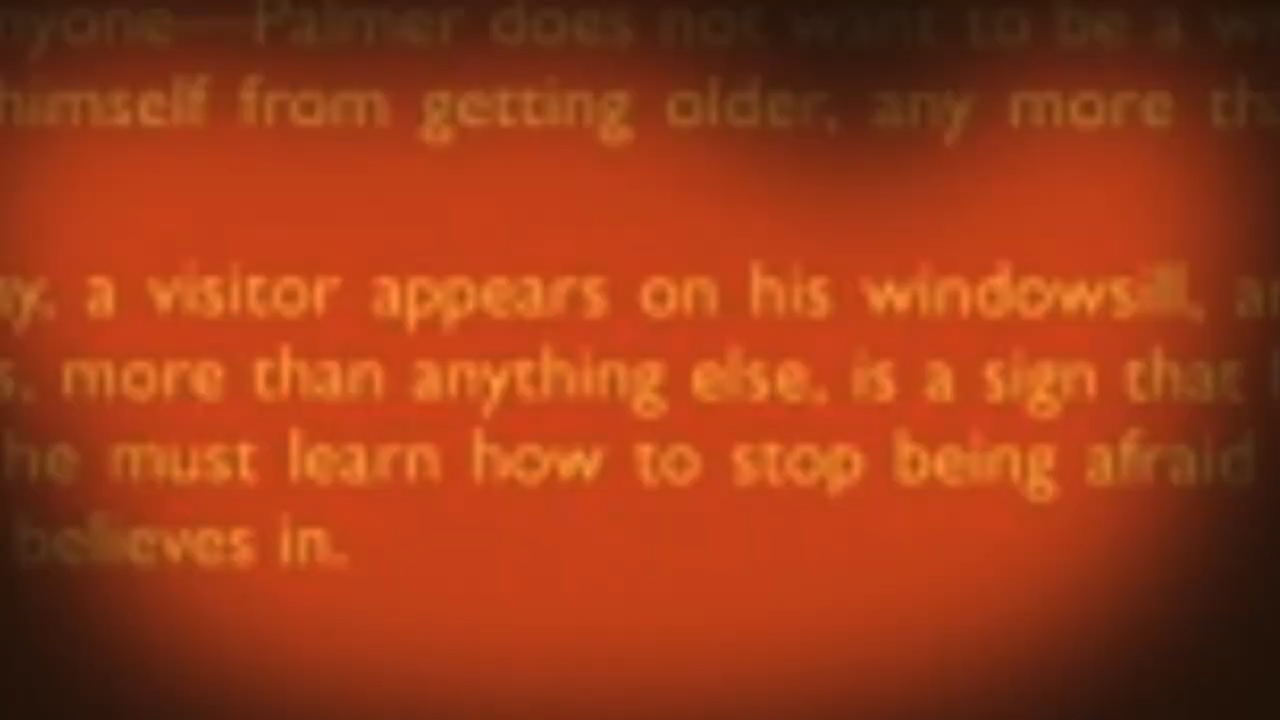 nyone—Palmer does not want to be a
himself from getting older, any more
a visitor appears on his windowsill,
more than anything else, is a sign that
he must learn how to stop being afraid
believes in.